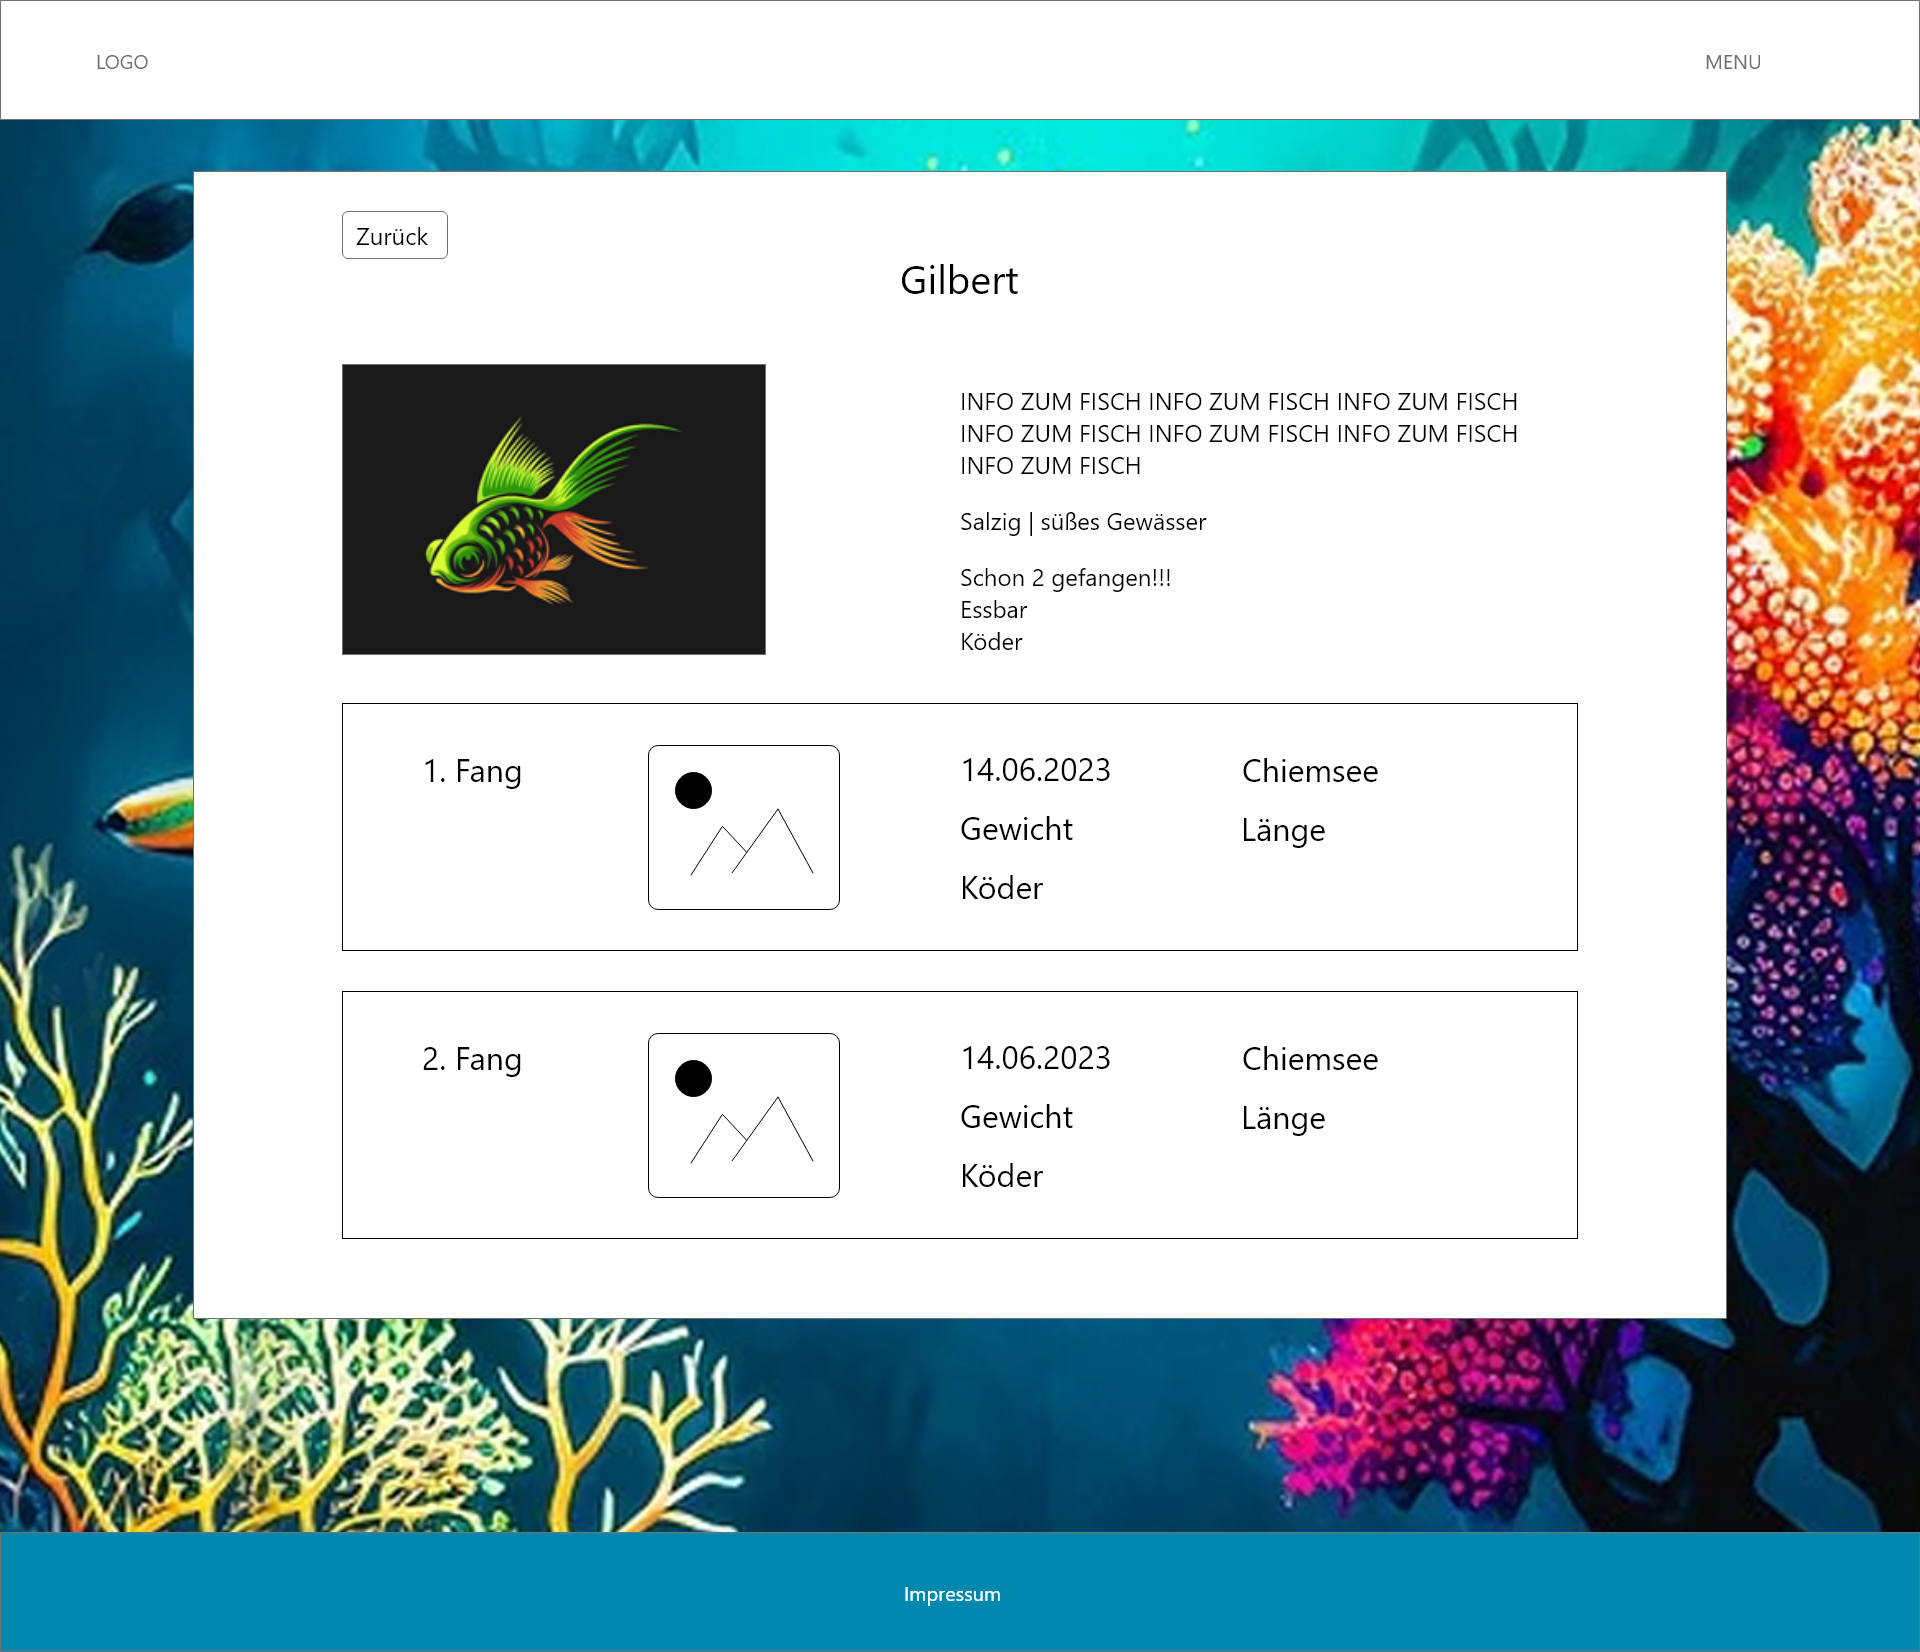 LOGO
MENU
Zurück
Gilbert
INFO ZUM FISCH INFO ZUM FISCH INFO ZUM FISCH
INFO ZUM FISCH INFO ZUM FISCH INFO ZUM FISCH
INFO ZUM FISCH
Salzig | süßes Gewässer
Schon 2 gefangen!!!
Essbar
Köder
1. Fang
14.06.2023
Chiemsee
Gewicht
Länge
Köder
2. Fang
14.06.2023
Chiemsee
Gewicht
Länge
Köder
Impressum